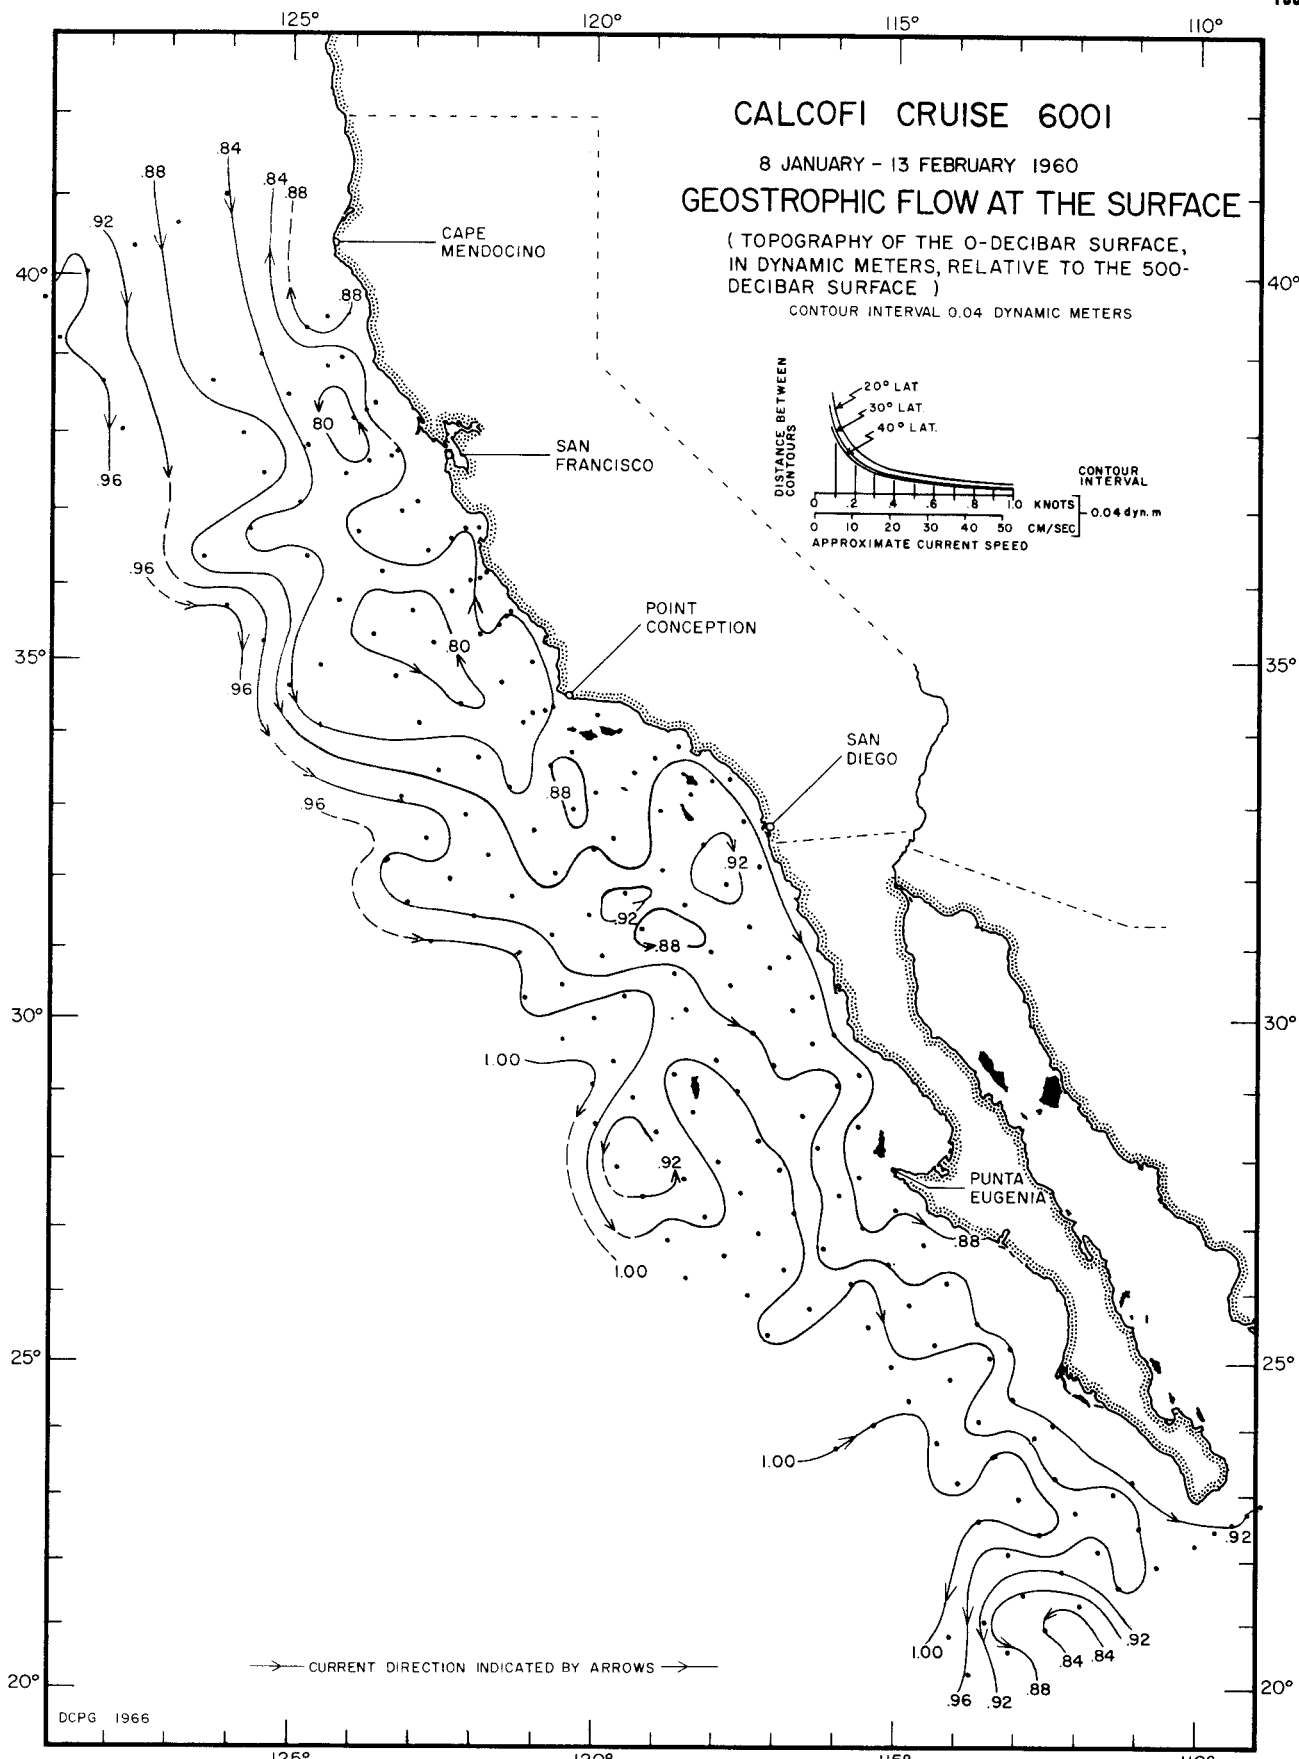 125°
120°
115°
110°
CALCOFI CRUISE 6001
8 JANUARY – 13 FEBRUARY 1960
GEOSTROPHIC FLOW AT THE SURFACE
( TOPOGRAPHY OF THE O-DECIBAR SURFACE,
IN DYNAMIC METERS, RELATIVE TO THE 500-
DECIBAR SURFACE )
CONTOUR INTERVAL 0.04 DYNAMIC METERS
.84
.88
.84
.88
.92
CAPE
MENDOCINO
40°
40°
.88
DISTANCE BETWEEN
CONTOURS
20° LAT.
30° LAT.
40° LAT.
.80
SAN
FRANCISCO
.96
CONTOUR
INTERVAL
0 .2 .4 .6 .8 1.0 KNOTS
0.04 dyn.m
0 10 20 30 40 50 CM/SEC
APPROXIMATE CURRENT SPEED
.96
POINT
CONCEPTION
.80
35°
35°
.96
SAN
DIEGO
.88
.96
.92
.92
.88
30°
30°
1.00
.92
PUNTA
EUGENIA
.88
1.00
25°
25°
1.00
.92
1.00
.92
.84
.84
.88
.96
.92
CURRENT DIRECTION INDICATED BY ARROWS
20°
20°
DCPG 1966